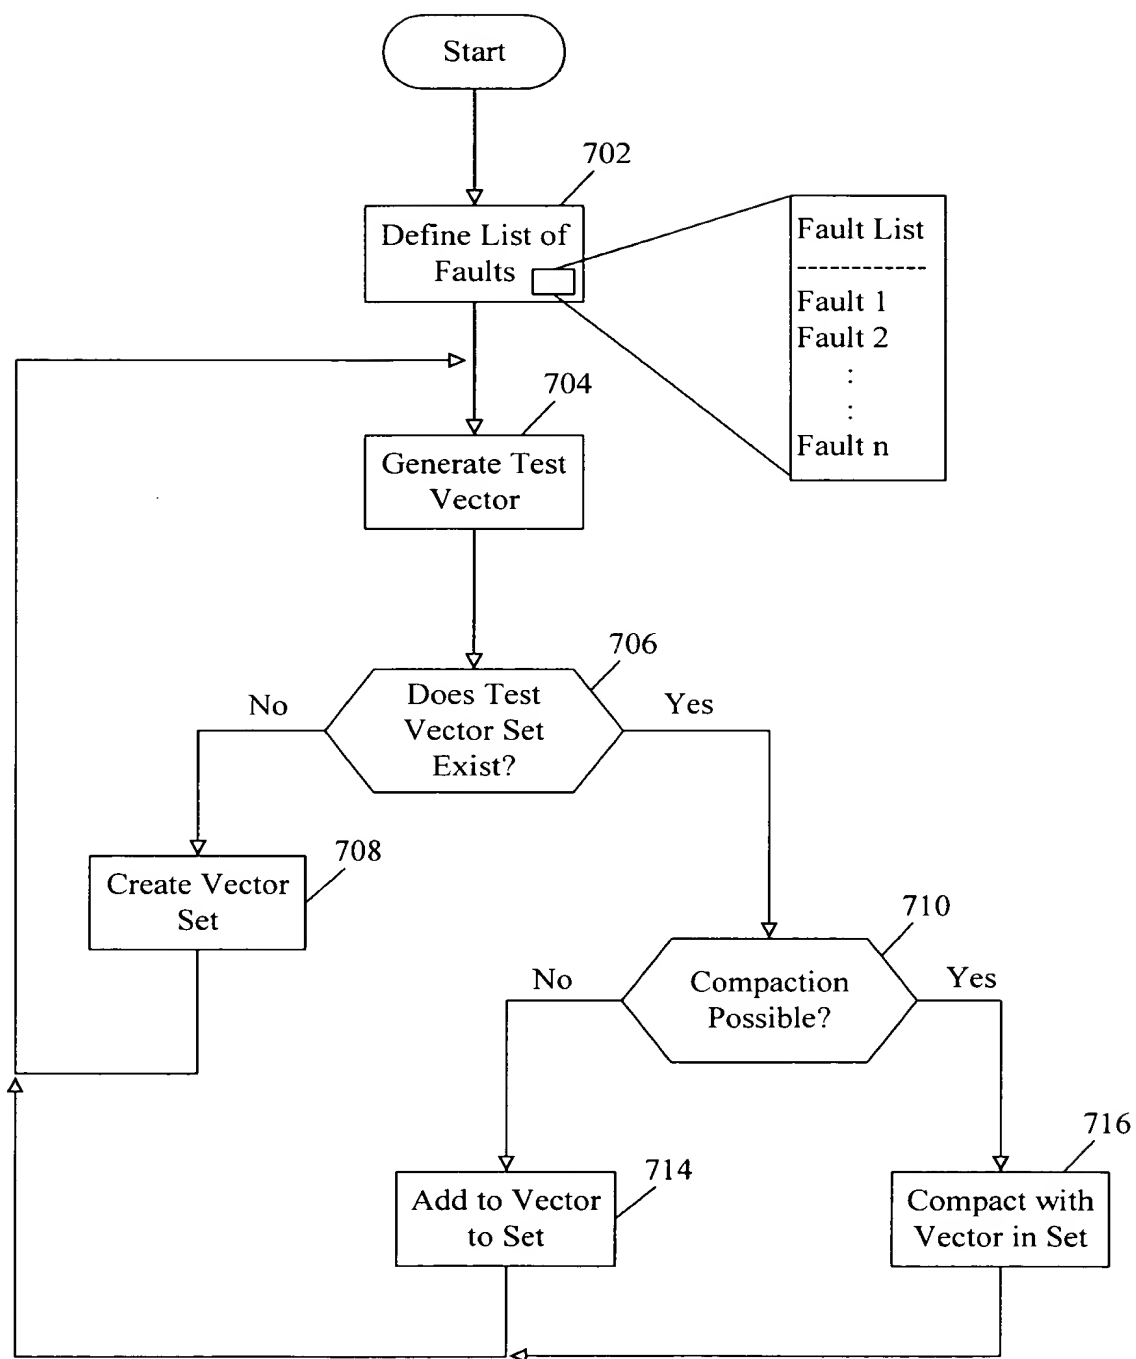 Start
702
Define List of
Faults
Fault List
--------------
Fault 1
Fault 2
:
:
Fault n
704
Generate Test
Vector
706
No
Does Test
Vector Set
Exist?
Yes
708
Create Vector
Set
710
No
Compaction
Possible?
Yes
714
Add to Vector
to Set
716
Compact with
Vector in Set